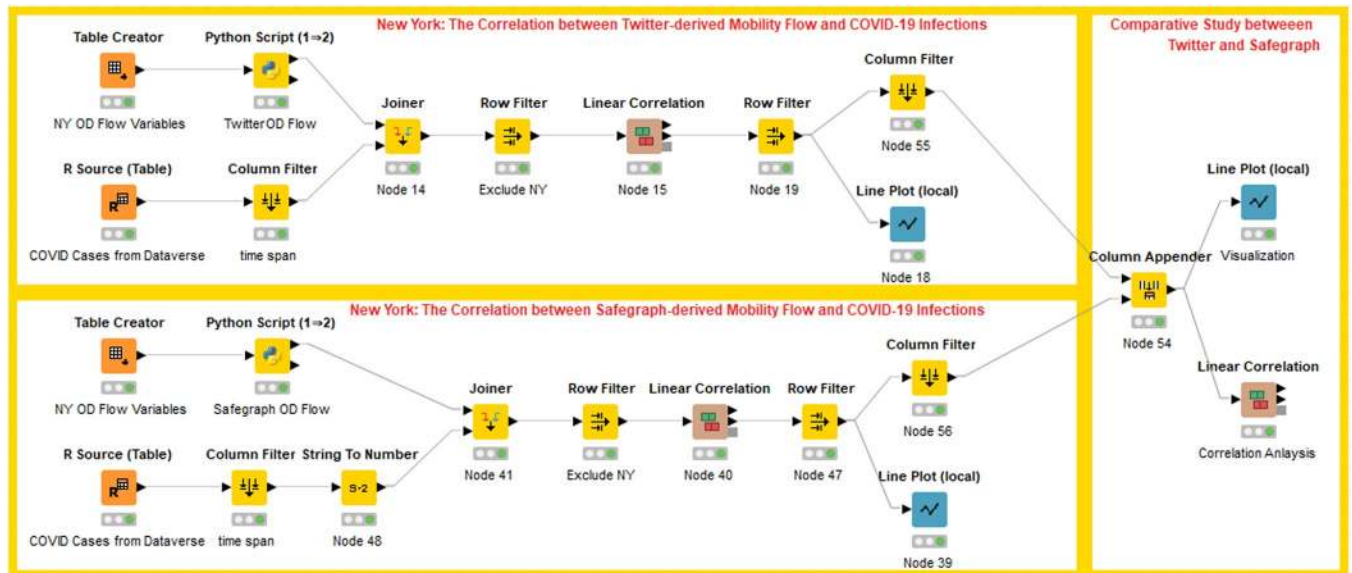 New York: The Correlation between Twitter-derived Mobility Flow and COVID-19 Infections
Table Creator
Python Script (1⇒2)
NY OD Flow Variables
TwitterOD Flow
R Source (Table)
Column Filter
COVID Cases from Dataverse
time span
Joiner
Row Filter
Linear Correlation
Row Filter
Node 14
Exclude NY
Node 15
Node 19
Column Filter
Node 55
Line Plot (local)
Node 18
New York: The Correlation between Safegraph-derived Mobility Flow and COVID-19 Infections
Table Creator
Python Script (1⇒2)
NY OD Flow Variables
Safegraph OD Flow
R Source (Table)
Column Filter
String To Number
R
S·2
COVID Cases from Dataverse
time span
Node 48
Joiner
Row Filter
Linear Correlation
Row Filter
Node 41
Exclude NY
Node 40
Node 47
Column Filter
Node 56
Line Plot (local)
Node 39
Comparative Study betweeen
Twitter and Safegraph
Line Plot (local)
Visualization
Column Appender
Node 54
Linear Correlation
Correlation Anlaysis